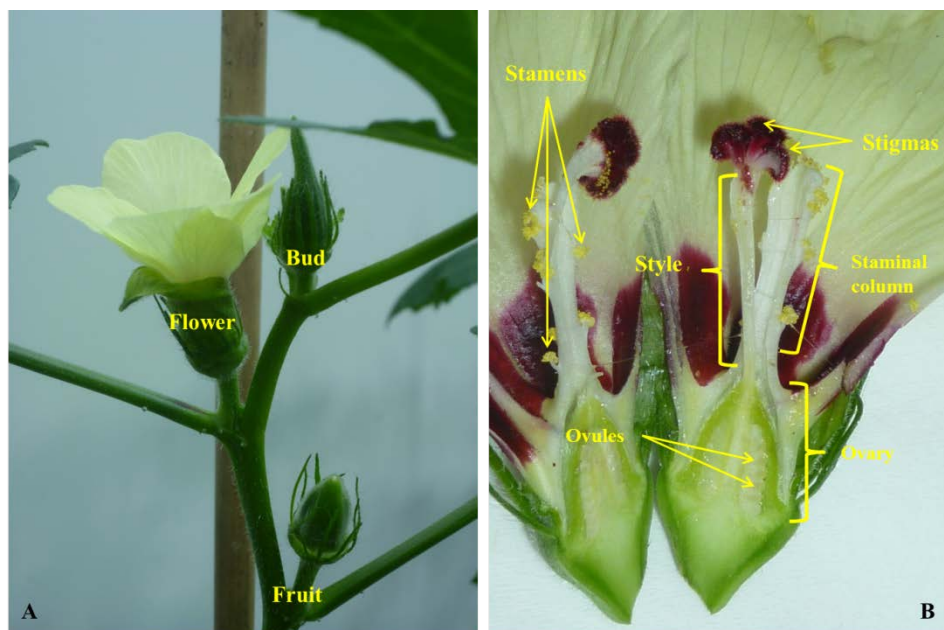 Bud
Flower
Fruit
A
Stamens
Stigmas
Style
Staminal
column
Ovules
Ovary
B